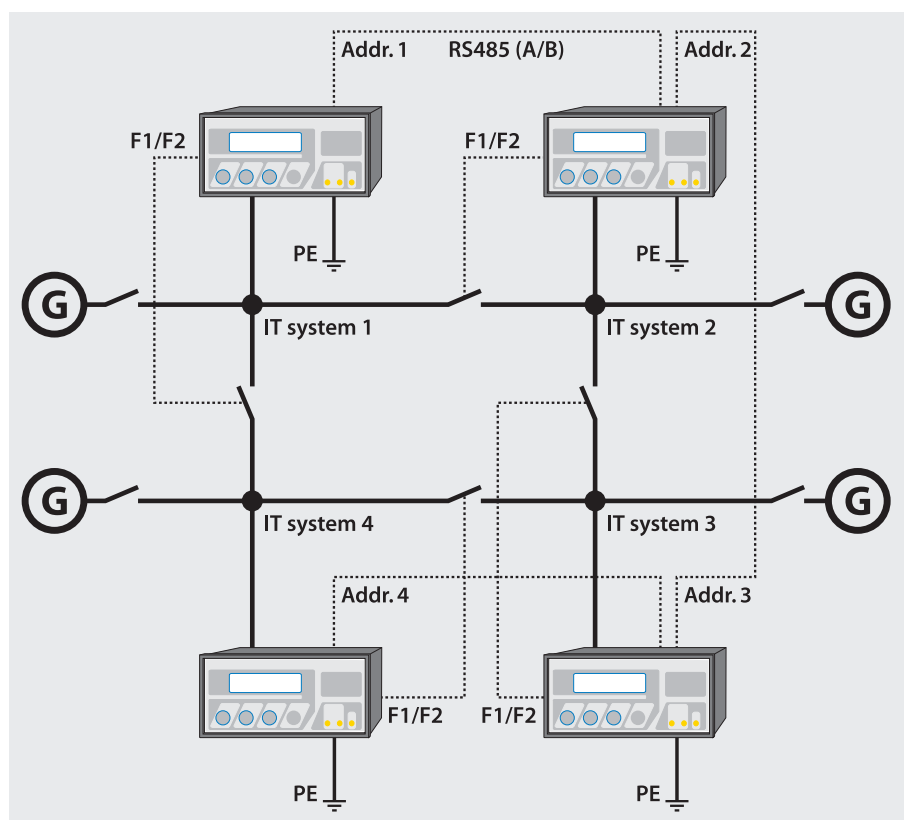 Addr. 1 RS485 (A/B) Addr. 2
F1/F2 F1/F2
PE PE
G G
IT system 1 IT system 2
G G
IT system 4 IT system 3
Addr. 4 Addr. 3
F1/F2 F1/F2
PE PE